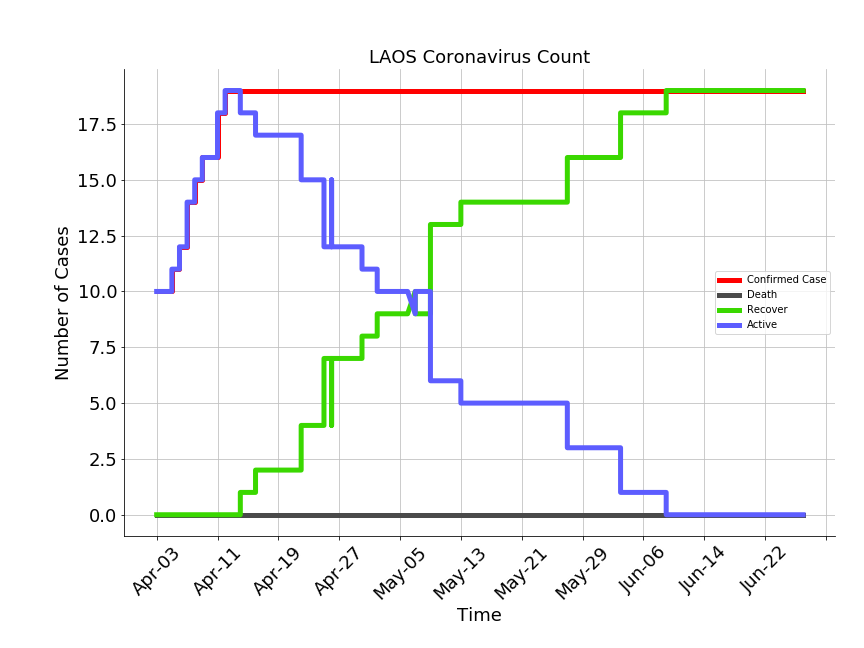 LAOS Coronavirus Count
Number of Cases
17.5
15.0
12.5
10.0
7.5
5.0
2.5
0.0
Confirmed Case
Death
Recover
Active
Apr-03
Apr-11
Apr-19
Apr-27
May-05
May-13
May-21
May-29
Jun-06
Jun-14
Jun-22
Time